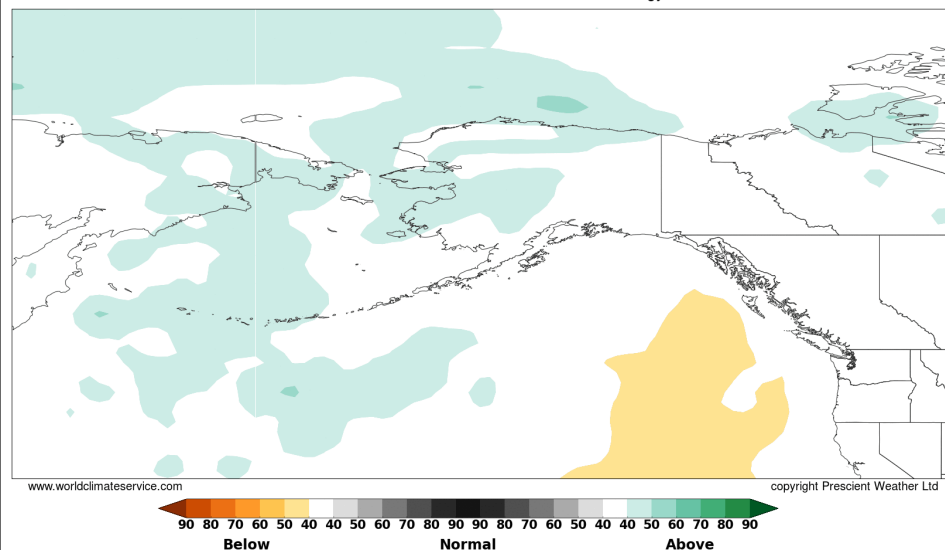 www.worldclimateservice.com
copyright Prescient Weather Ltd
90 80 70 60 50 40 40 50 60 70 80 90 90 80 70 60 50 40 40 50 60 70 80 90
Below
Normal
Above